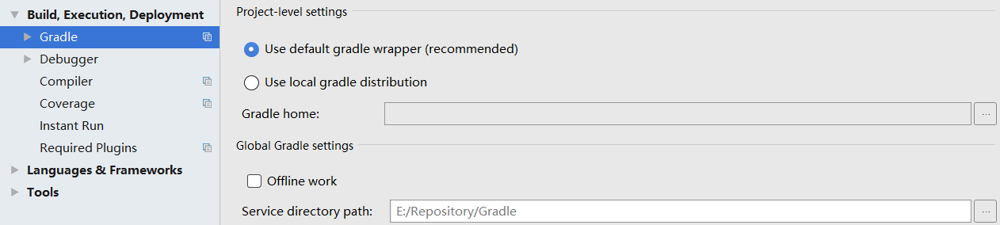 Build, Execution, Deployment
Gradle
Debugger
Compiler
Coverage
Instant Run
Required Plugins
Languages & Frameworks
Tools
Project-level settings
Use default gradle wrapper (recommended)
Use local gradle distribution
Gradle home:
...
Global Gradle settings
Offline work
Service directory path: E:/Repository/Gradle ...